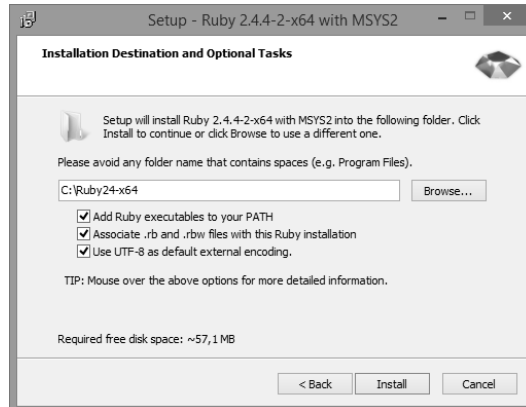 Setup - Ruby 2.4.4-2-x64 with MSYS2
Installation Destination and Optional Tasks
Setup will install Ruby 2.4.4-2-x64 with MSYS2 into the following folder. Click
Install to continue or click Browse to use a different one.
Please avoid any folder name that contains spaces (e.g. Program Files).
C:\Ruby24-x64
Browse...
Add Ruby executables to your PATH
Associate .rb and .rbw files with this Ruby installation
Use UTF-8 as default external encoding.
TIP: Mouse over the above options for more detailed information.
Required free disk space: ~57,1 MB
< Back Install Cancel